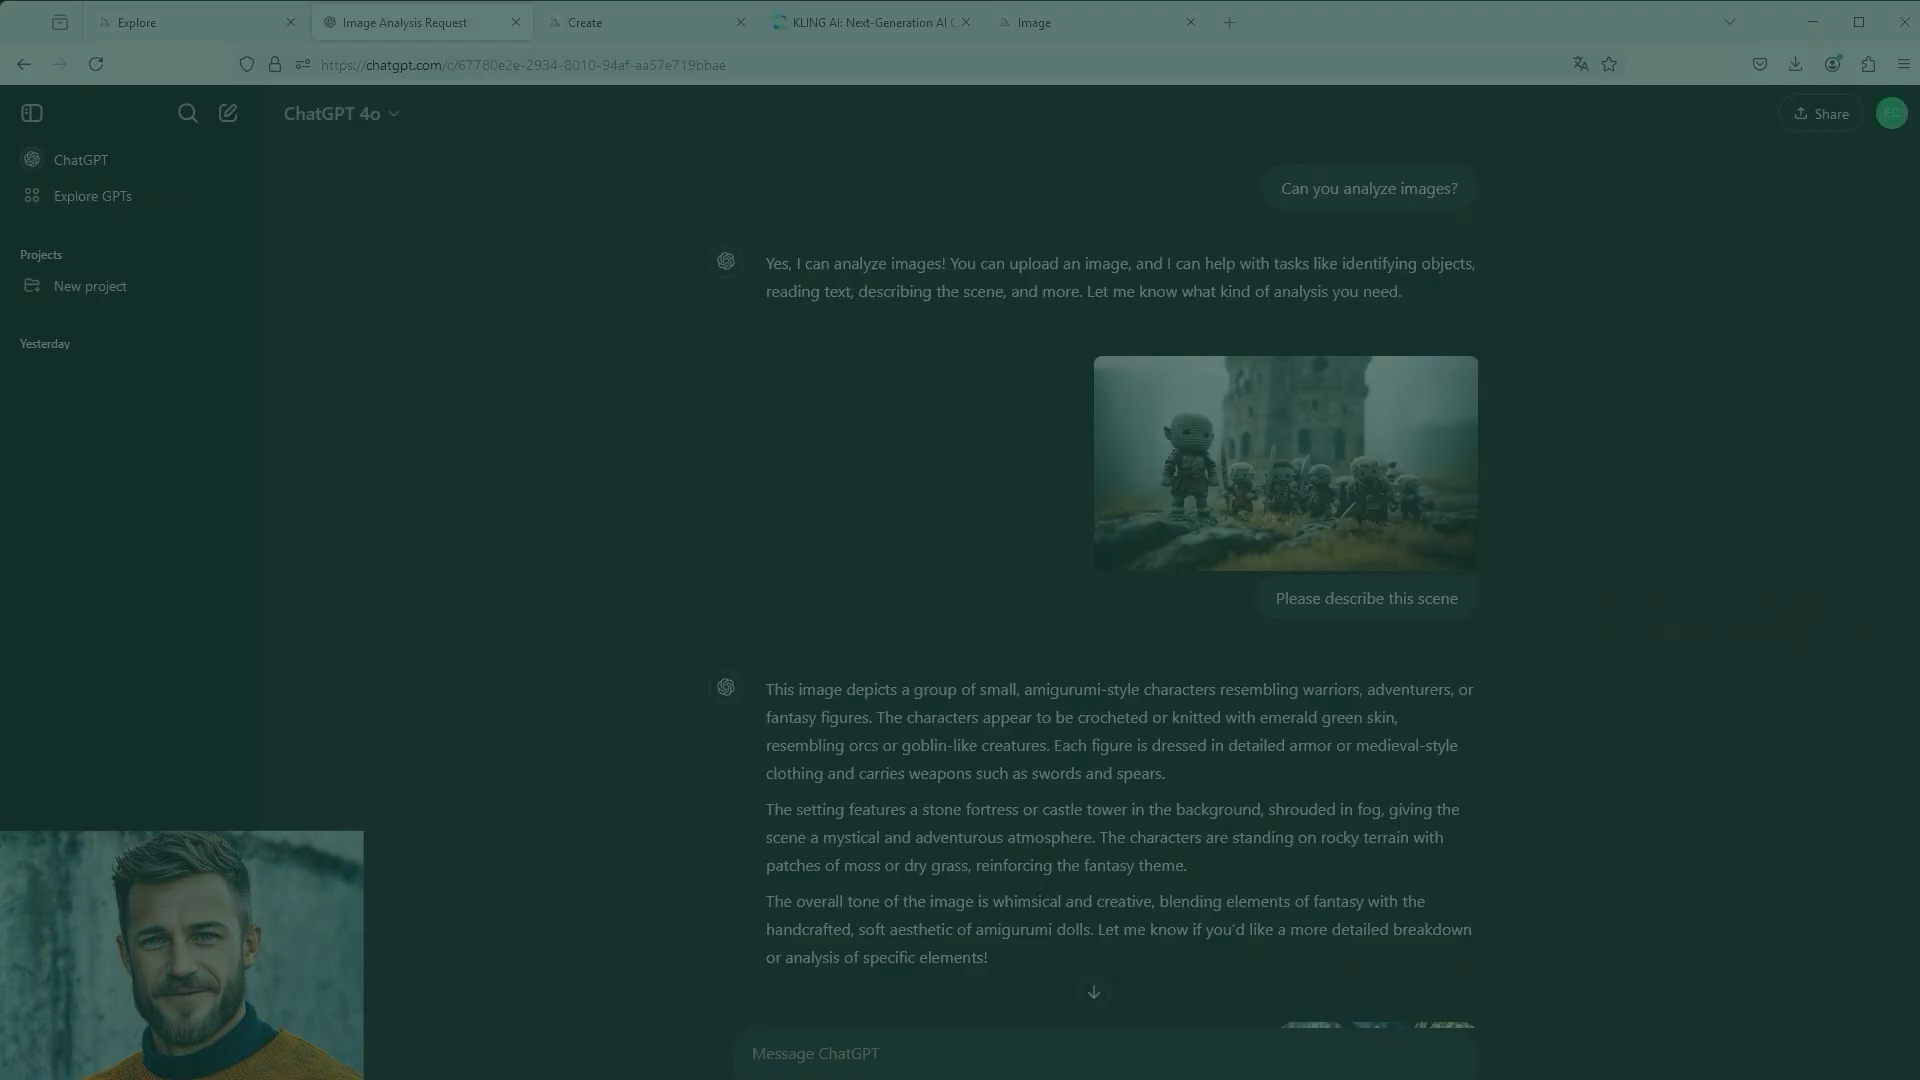 Explore
Image Analysis Request
Create
KLING AI: Next-Generation AI C
Image
https://chatgpt.com/c/67780e2e-2934-8010-94af-aa57e719bbae
ChatGPT 4o
Share
EC
ChatGPT
Explore GPTs
Projects
New project
Yesterday
Can you analyze images?
Yes, I can analyze images! You can upload an image, and I can help with tasks like identifying objects,
reading text, describing the scene, and more. Let me know what kind of analysis you need.
Please describe this scene
This image depicts a group of small, amigurumi-style characters resembling warriors, adventurers, or
fantasy figures. The characters appear to be crocheted or knitted with emerald green skin,
resembling orcs or goblin-like creatures. Each figure is dressed in detailed armor or medieval-style
clothing and carries weapons such as swords and spears.
The setting features a stone fortress or castle tower in the background, shrouded in fog, giving the
scene a mystical and adventurous atmosphere. The characters are standing on rocky terrain with
patches of moss or dry grass, reinforcing the fantasy theme.
The overall tone of the image is whimsical and creative, blending elements of fantasy with the
handcrafted, soft aesthetic of amigurumi dolls. Let me know if you'd like a more detailed breakdown
or analysis of specific elements!
Message ChatGPT